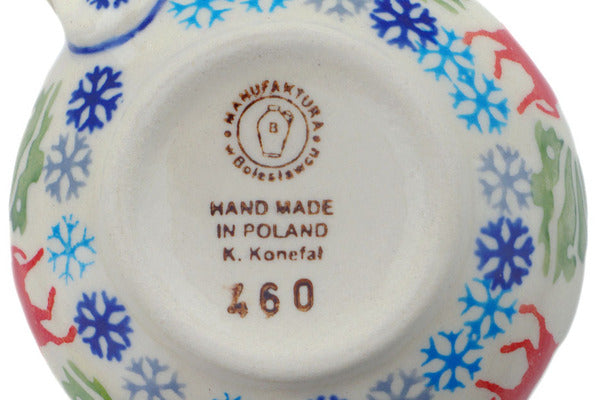 MANUFAKTURA
B
w Bolesławcu
HAND MADE
IN POLAND
K. Konefał
460